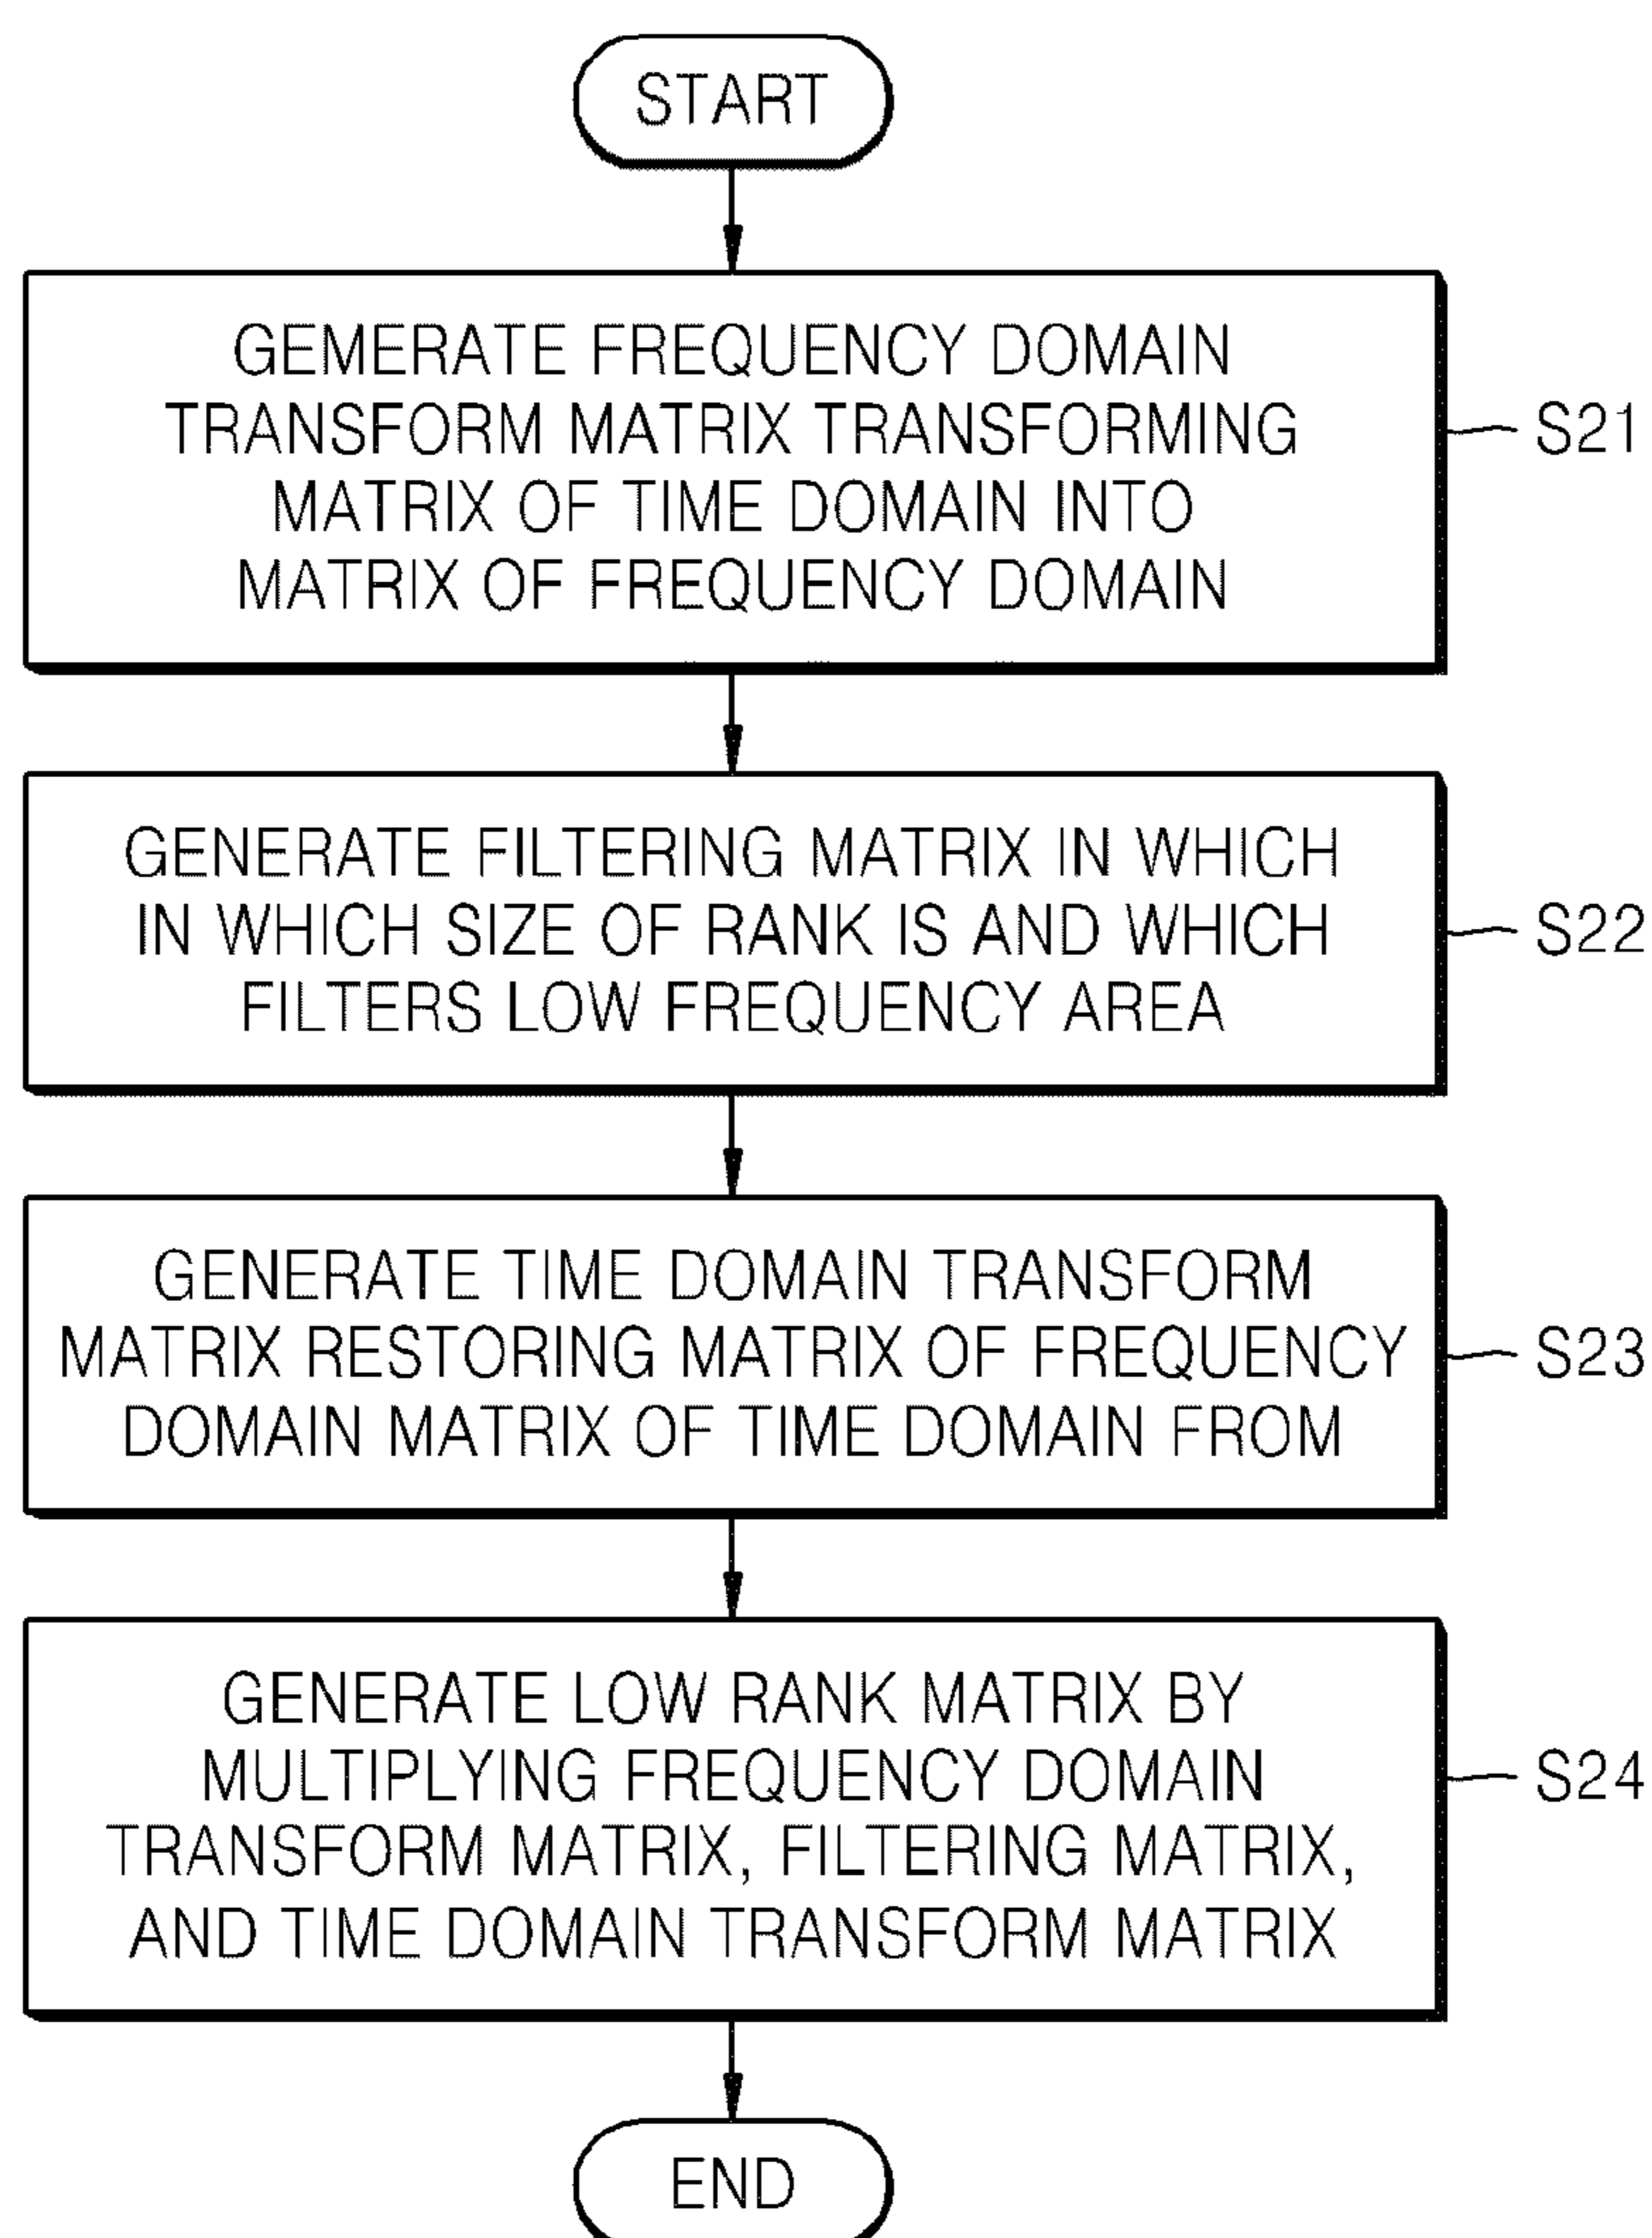 START
GEMERATE FREQUENCY DOMAIN
TRANSFORM MATRIX TRANSFORMING
MATRIX OF TIME DOMAIN INTO
MATRIX OF FREQUENCY DOMAIN
S21
GENERATE FILTERING MATRIX IN WHICH
IN WHICH SIZE OF RANK IS AND WHICH
FILTERS LOW FREQUENCY AREA
S22
GENERATE TIME DOMAIN TRANSFORM
MATRIX RESTORING MATRIX OF FREQUENCY
DOMAIN MATRIX OF TIME DOMAIN FROM
S23
GENERATE LOW RANK MATRIX BY
MULTIPLYING FREQUENCY DOMAIN
TRANSFORM MATRIX, FILTERING MATRIX,
AND TIME DOMAIN TRANSFORM MATRIX
S24
END